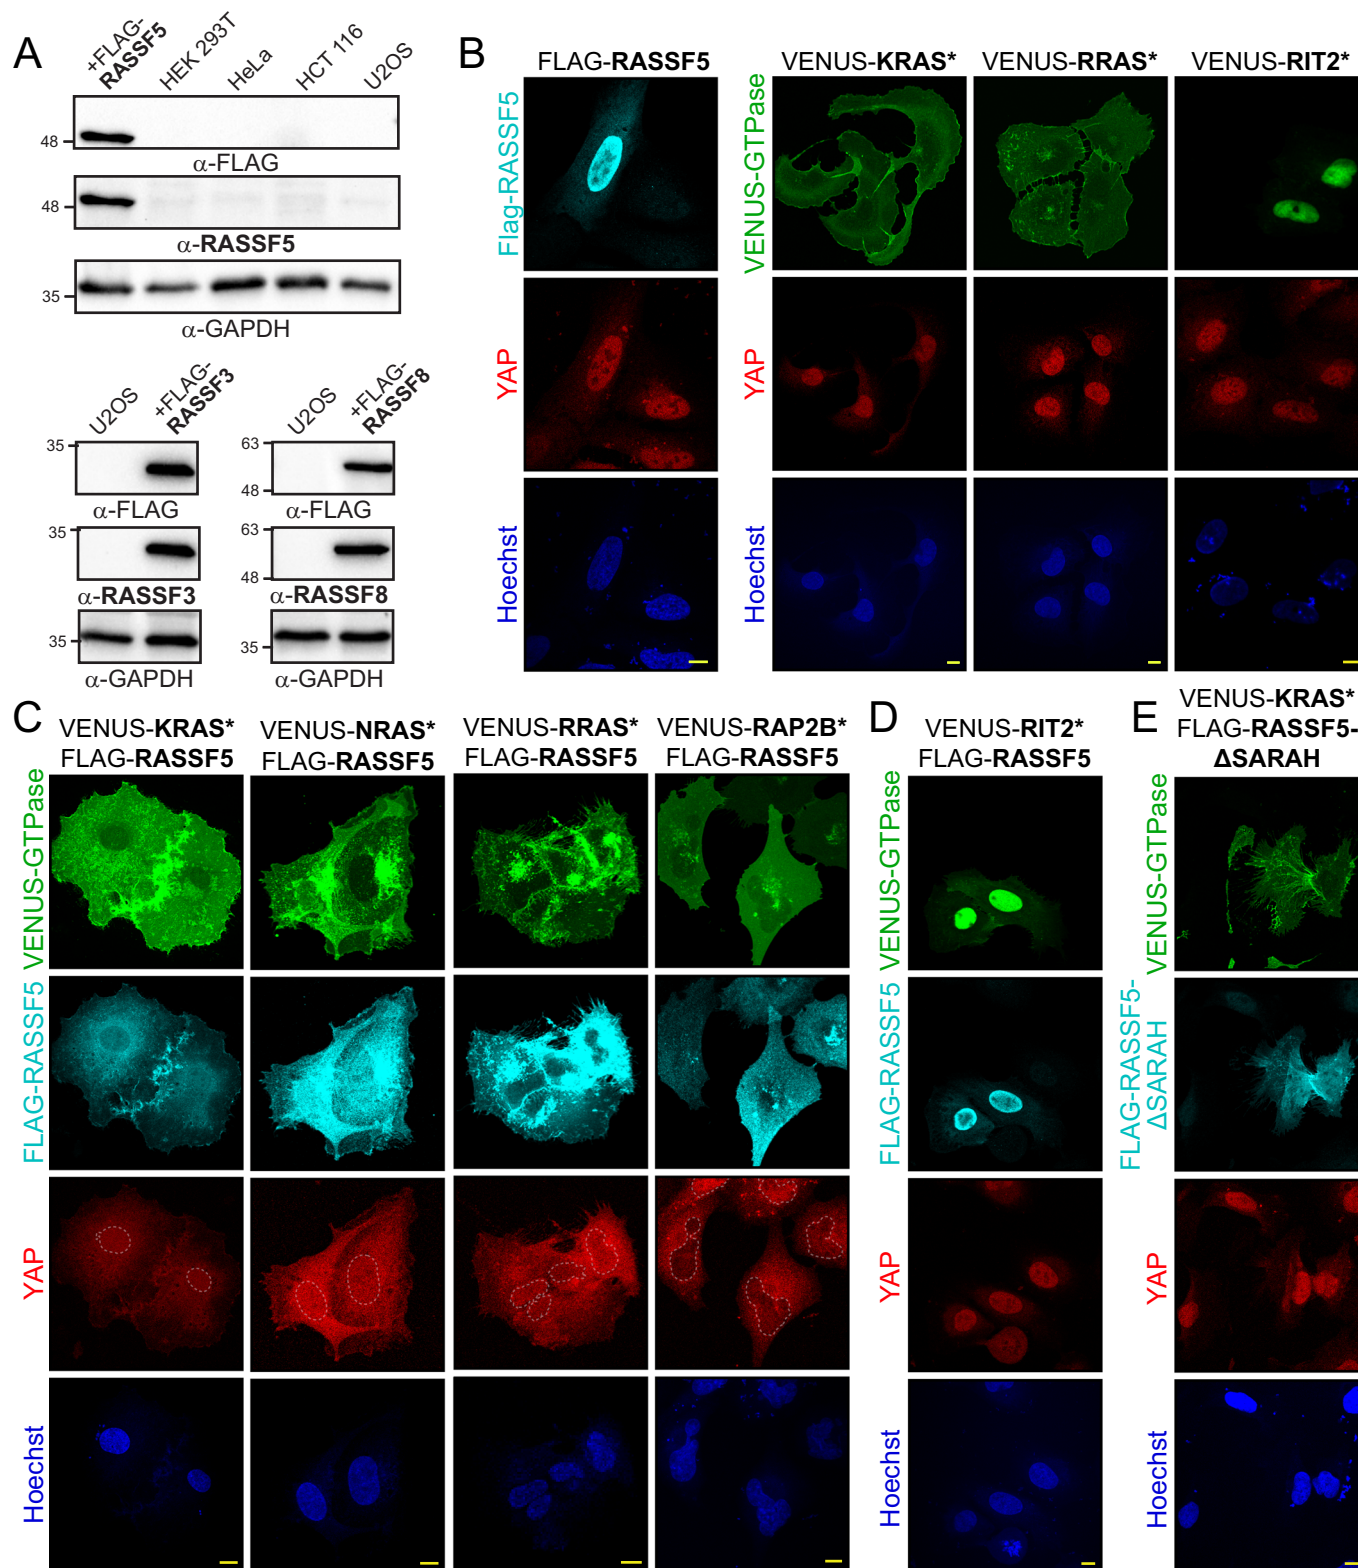 A
+FLAG-
RASSF5
HEK 293T
HeLa
HCT 116
U2OS
48
α-FLAG
48
α-RASSF5
35
α-GAPDH
U2OS
+FLAG-
RASSF3
U2OS
+FLAG-
RASSF8
35
63
48
α-FLAG
α-FLAG
35
63
48
α-RASSF3
α-RASSF8
35
35
α-GAPDH
α-GAPDH
B
FLAG-RASSF5
VENUS-KRAS*
VENUS-RRAS*
VENUS-RIT2*
Flag-RASSF5
VENUS-GTPase
YAP
YAP
Hoechst
Hoechst
C
VENUS-KRAS*
FLAG-RASSF5
VENUS-NRAS*
FLAG-RASSF5
VENUS-RRAS*
FLAG-RASSF5
VENUS-RAP2B*
FLAG-RASSF5
VENUS-GTPase
FLAG-RASSF5
YAP
Hoechst
D
VENUS-RIT2*
FLAG-RASSF5
VENUS-GTPase
FLAG-RASSF5
YAP
Hoechst
E
VENUS-KRAS*
FLAG-RASSF5-
ΔSARAH
VENUS-GTPase
FLAG-RASSF5-
ΔSARAH
YAP
Hoechst